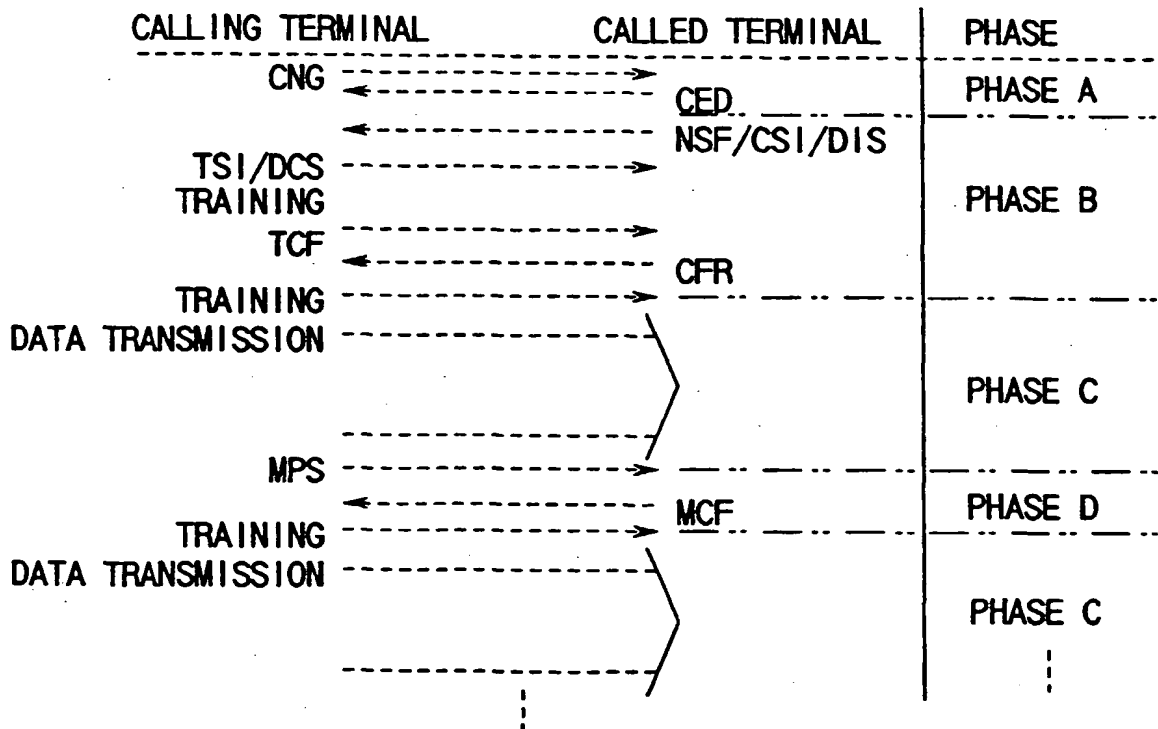 CALLING TERMINAL CALLED TERMINAL PHASE
CNG
CED
PHASE A
NSF/CSI/DIS
TSI/DCS
TRAINING
PHASE B
TCF
CFR
TRAINING
DATA TRANSMISSION
PHASE C
MPS
MCF
PHASE D
TRAINING
DATA TRANSMISSION
PHASE C